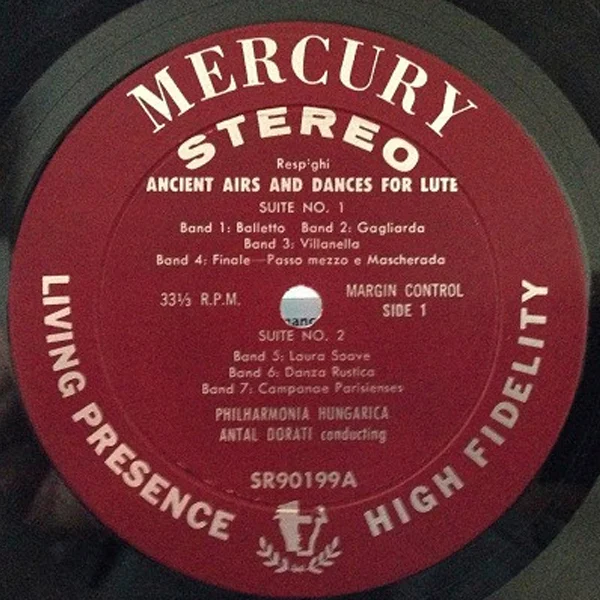 MERCURY
STEREO
Resp:ghi
ANCIENT AIRS AND DANCES FOR LUTE
SUITE NO. 1
Band 1: Balletto Band 2: Gagliarda
Band 3: Villanella
Band 4: Finale—Passo mezzo e Mascherada
33⅓ R.P.M.
MARGIN CONTROL
SIDE 1
SUITE NO. 2
Band 5: Laura Soave
Band 6: Danza Rustica
Band 7: Campanae Parisienses
PHILHARMONIA HUNGARICA
ANTAL DORATI conducting
SR90199A
LIVING PRESENCE
HIGH FIDELITY